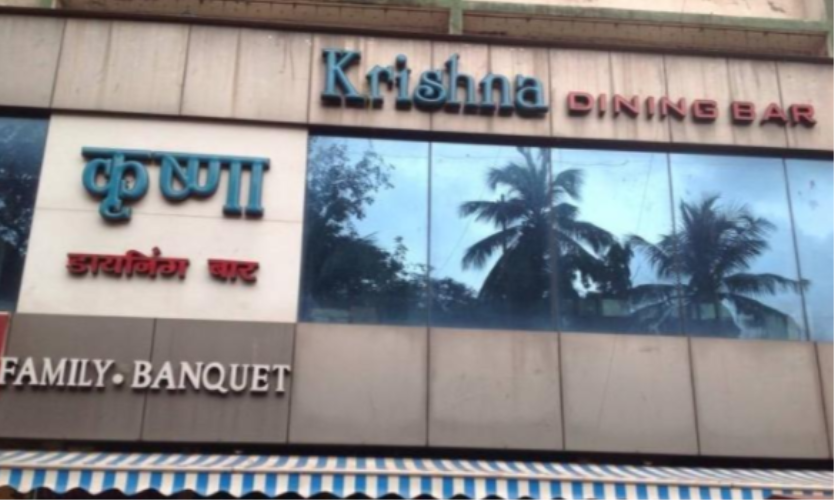 Krishna DINING BAR
कृष्णा
डायनिंग बार
FAMILY • BANQUET